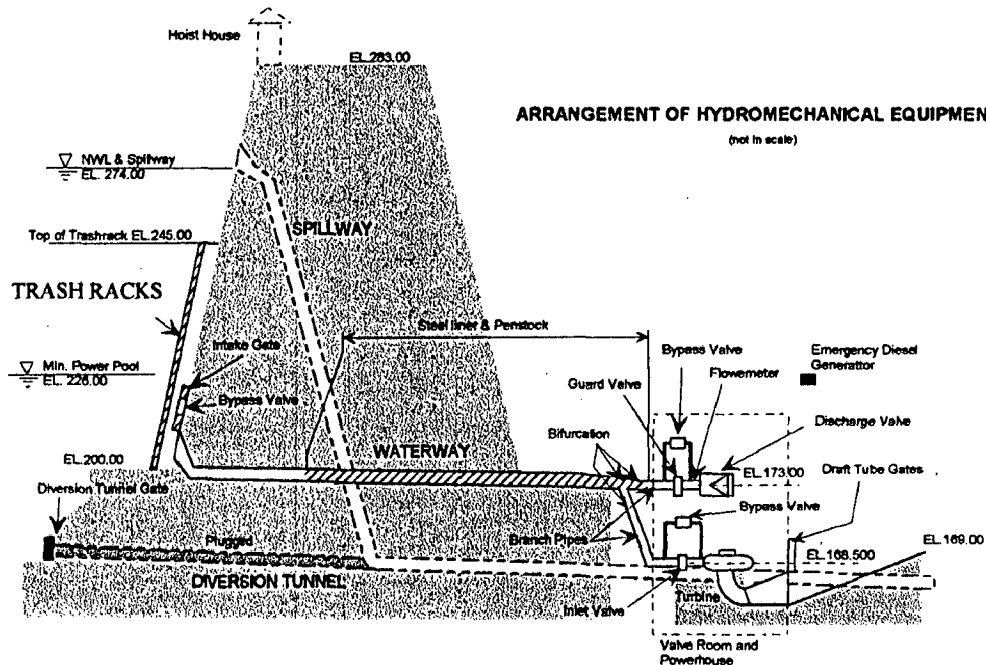 Hoist House
EL.283.00
ARRANGEMENT OF HYDROMECHANICAL EQUIPMEN
(not in scale)
NWL & Spillway
EL. 274.00
SPILLWAY
Top of Trashrack EL.245.00
TRASH RACKS
Steel liner & Penstock
Intake Gate
Bypass Valve
Emergency Diesel
Generattor
Min. Power Pool
EL. 226.00
Bypass Valve
Guard Valve
Flowemeter
Discharge Valve
Bifurcation
WATERWAY
EL.200.00
EL.173.00
Draft Tube Gates
Diversion Tunnel Gate
Bypass Valve
Plugged
Branch Pipes
EL.169.00
EL.168.500
DIVERSION TUNNEL
Inlet Valve
Turbine
Valve Room and
Powerhouse